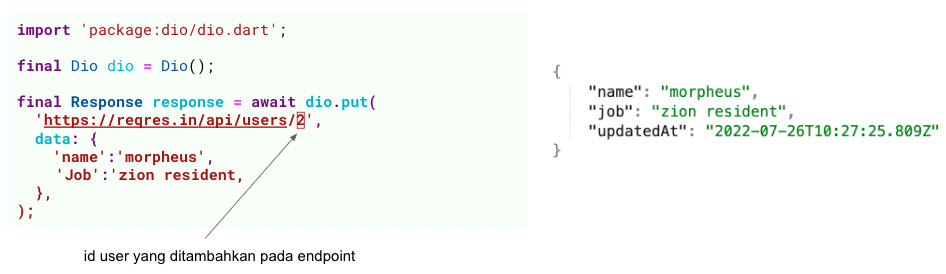 import 'package:dio/dio.dart';
final Dio dio = Dio();
final Response response = await dio.put(
'https://reqres.in/api/users/2',
data: {
'name':'morpheus',
'Job':'zion resident,
},
);
id user yang ditambahkan pada endpoint
{
"name": "morpheus",
"job": "zion resident",
"updatedAt": "2022-07-26T10:27:25.809Z"
}